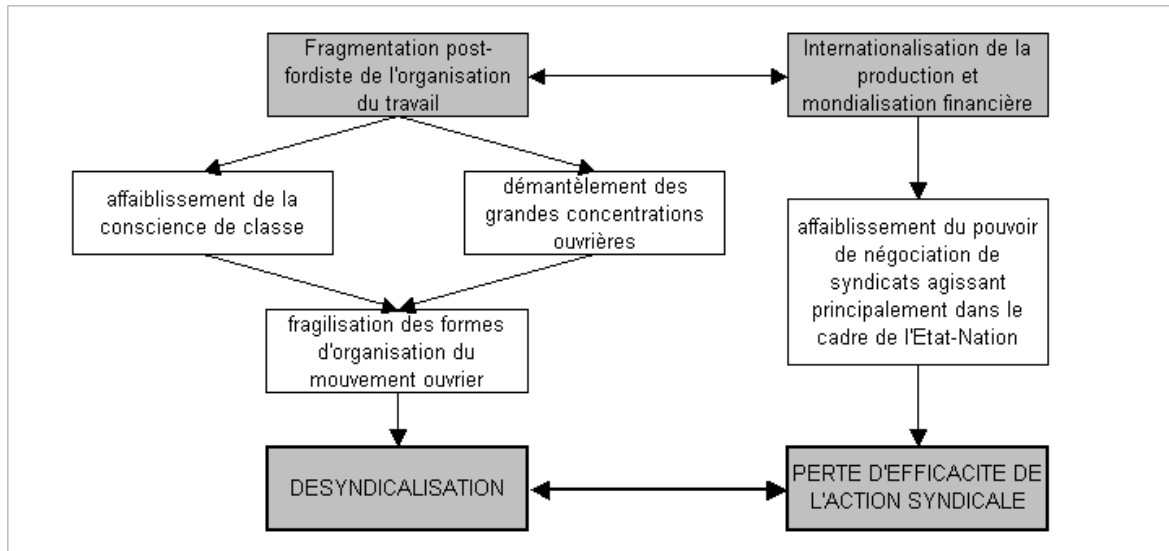 Fragmentation post-
fordiste de l'organisation
du travail
Internationalisation de la
production et
mondialisation financière
affaiblissement de la
conscience de classe
démantèlement des
grandes concentrations
ouvrières
affaiblissement du pouvoir
de négociation de
syndicats agissant
principalement dans le
cadre de l'Etat-Nation
fragilisation des formes
d'organisation du
mouvement ouvrier
DESYNDICALISATION
PERTE D'EFFICACITE DE
L'ACTION SYNDICALE